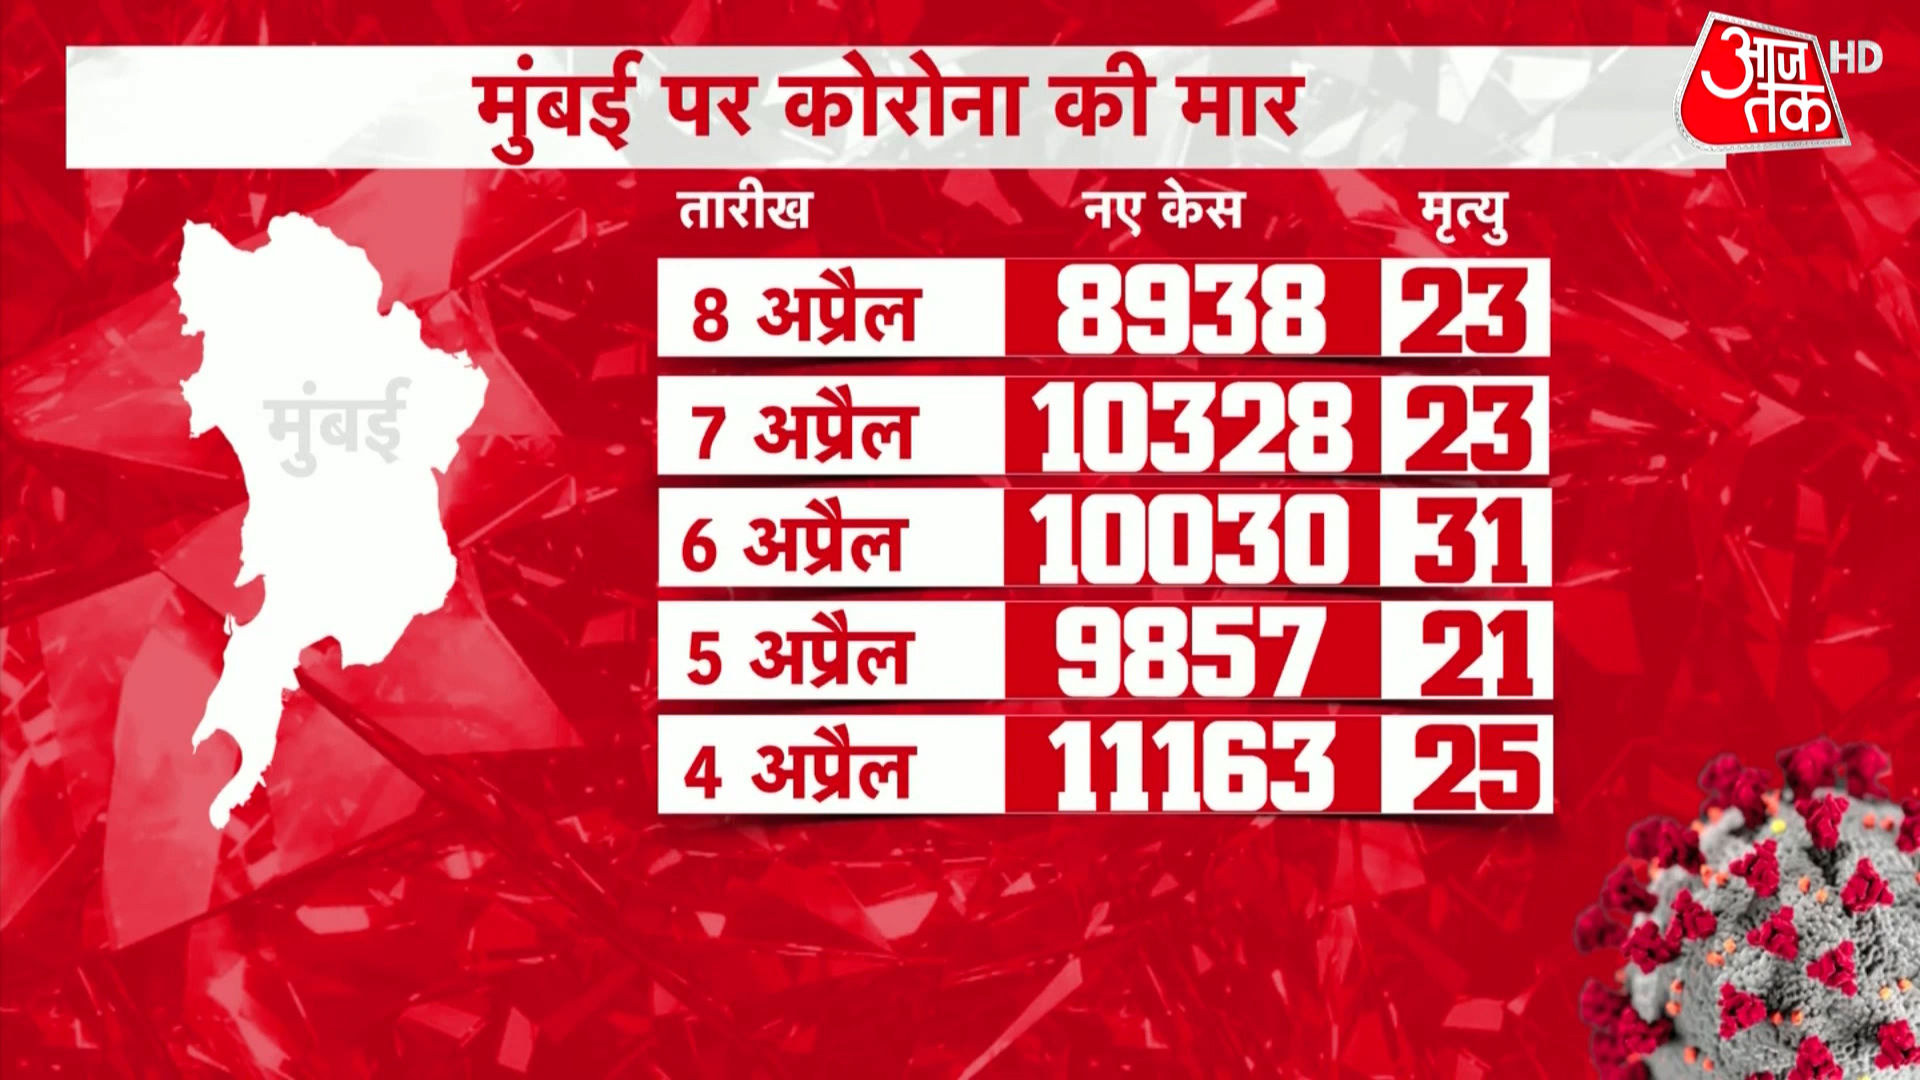 मुंबई पर कोरोना की मार
आज तक HD
तारीख नए केस मृत्यु
8 अप्रैल 8938 23
7 अप्रैल 10328 23
6 अप्रैल 10030 31
5 अप्रैल 9857 21
4 अप्रैल 11163 25
मुंबई